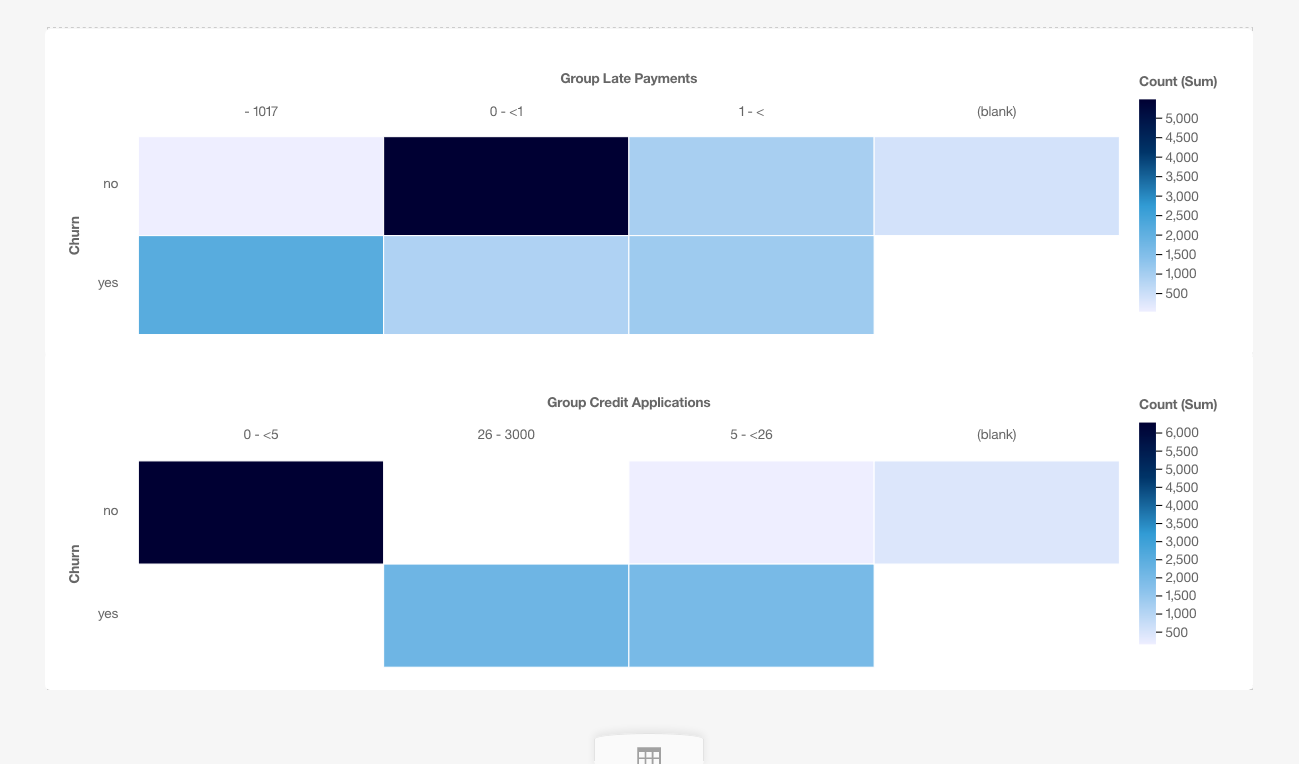 Group Late Payments
Count (Sum)
- 1017
0 - <1
1 - <
(blank)
5,000
4,500
4,000
3,500
3,000
2,500
2,000
1,500
1,000
500
no
yes
Churn
Group Credit Applications
Count (Sum)
0 - <5
26 - 3000
5 - <26
(blank)
6,000
5,500
5,000
4,500
4,000
3,500
3,000
2,500
2,000
1,500
1,000
500
no
yes
Churn